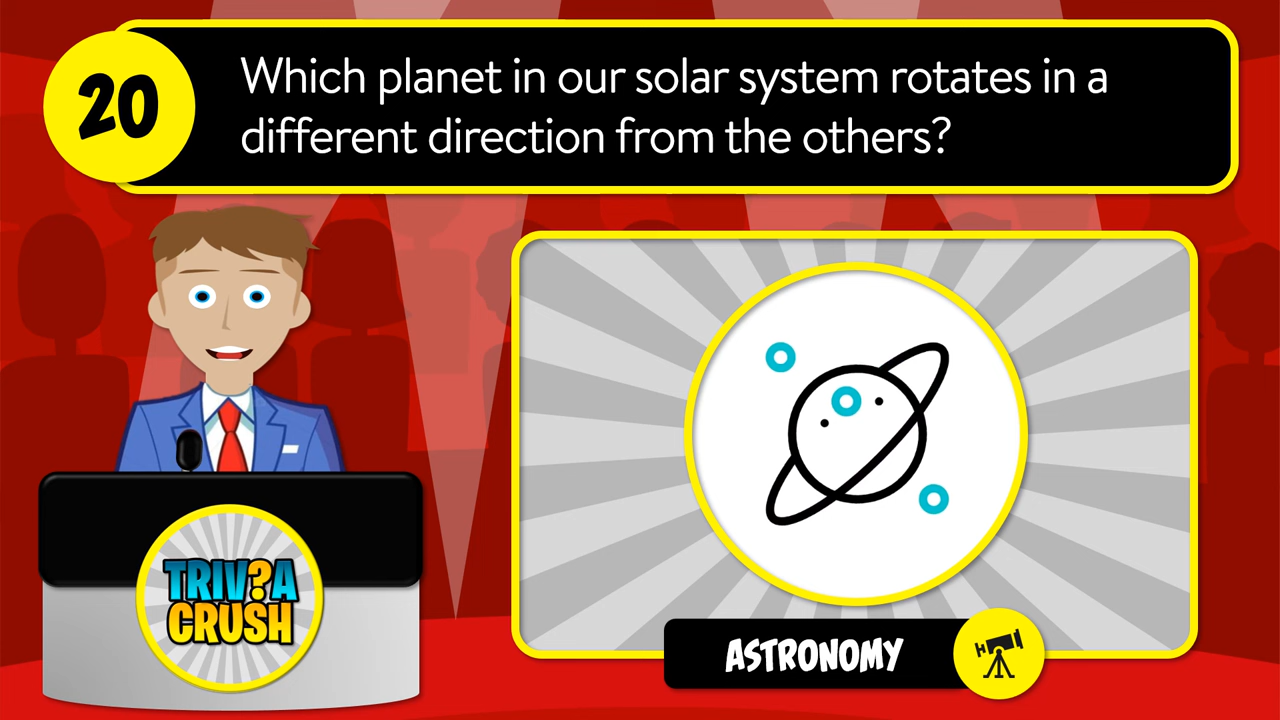 20
Which planet in our solar system rotates in a
different direction from the others?
TRIV?A
CRUSH
ASTRONOMY